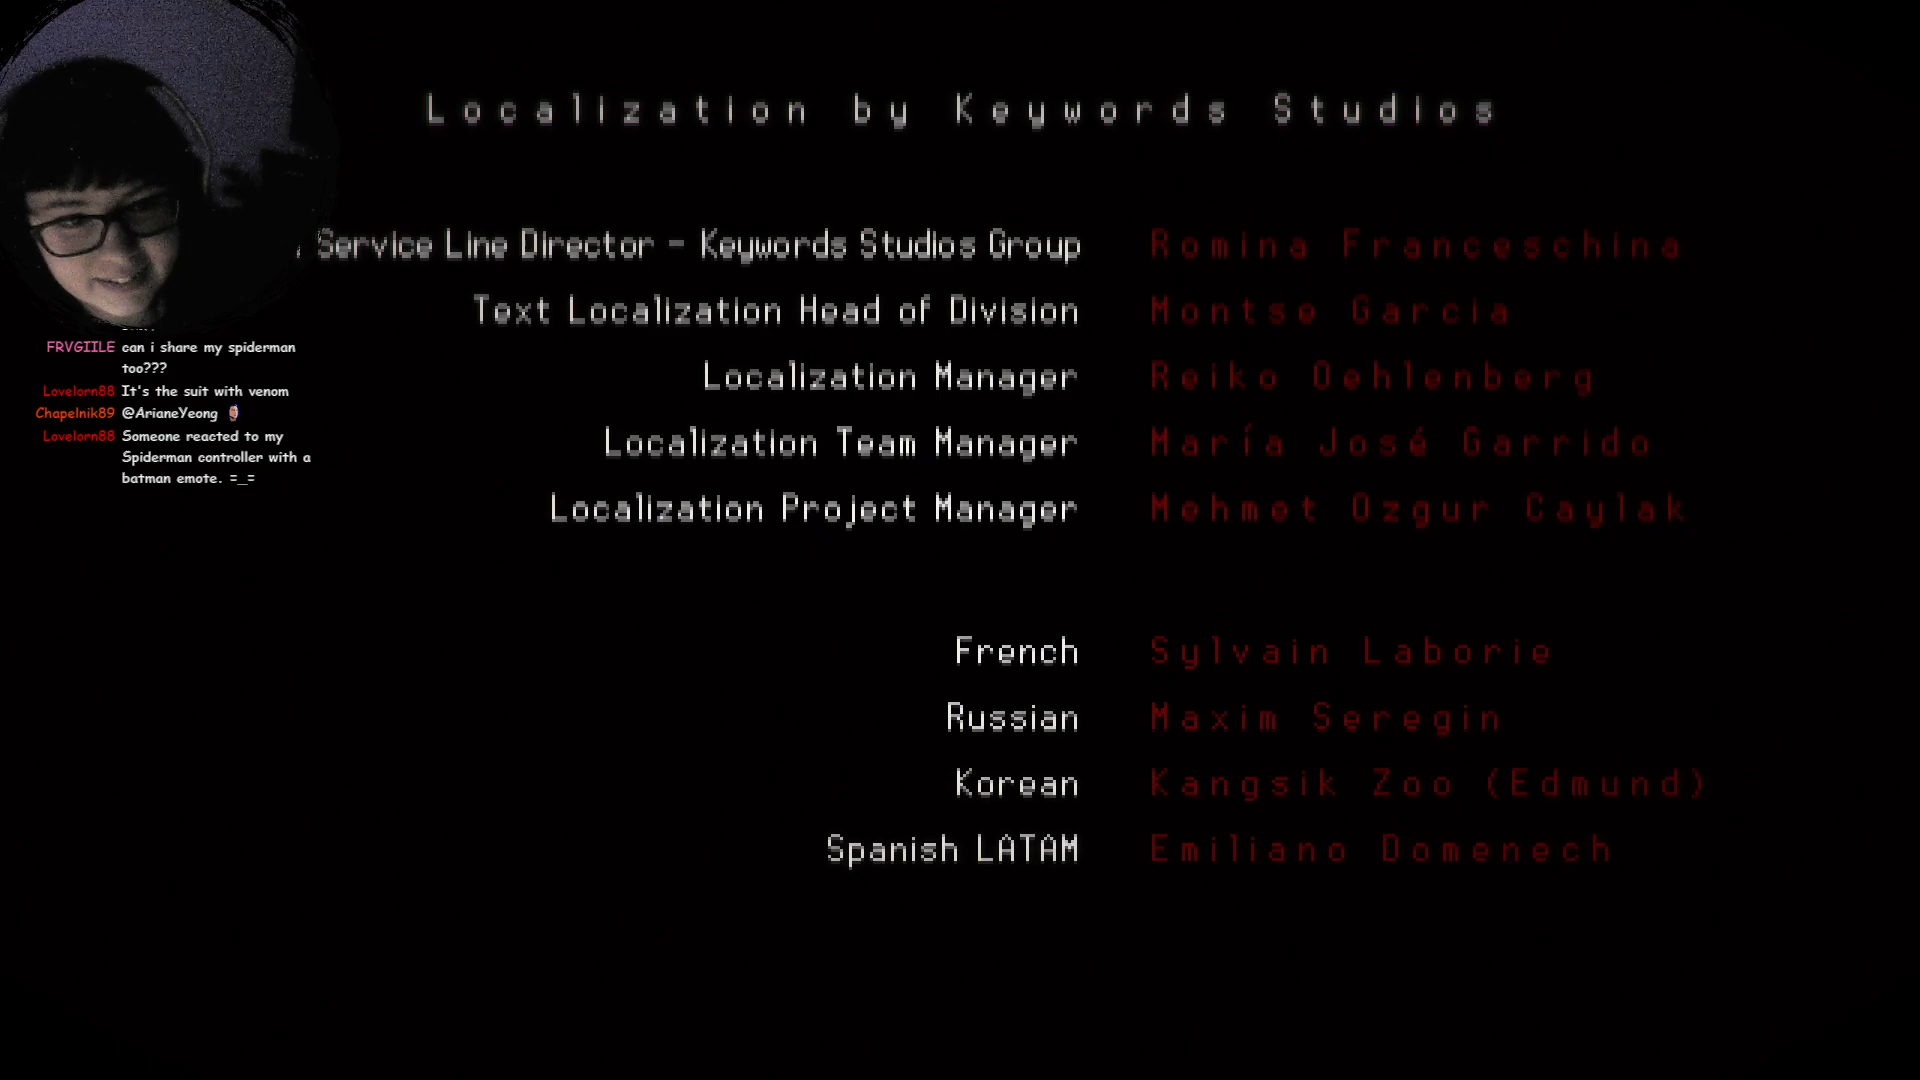 Localization by Keywords Studios
Service Line Director - Keywords Studios Group Romina Franceschina
Text Localization Head of Division Montse Garcia
Localization Manager Reiko Oehlenberg
Localization Team Manager María José Garrido
Localization Project Manager Mehmet Ozgur Caylak
French Sylvain Laborie
Russian Maxim Seregin
Korean Kangsik Zoo (Edmund)
Spanish LATAM Emiliano Domenech
FRVGIILE can i share my spiderman
too???
Lovelorn88 It's the suit with venom
Chapelnik89 @ArianeYeong
Lovelorn88 Someone reacted to my
Spiderman controller with a
batman emote. =_=